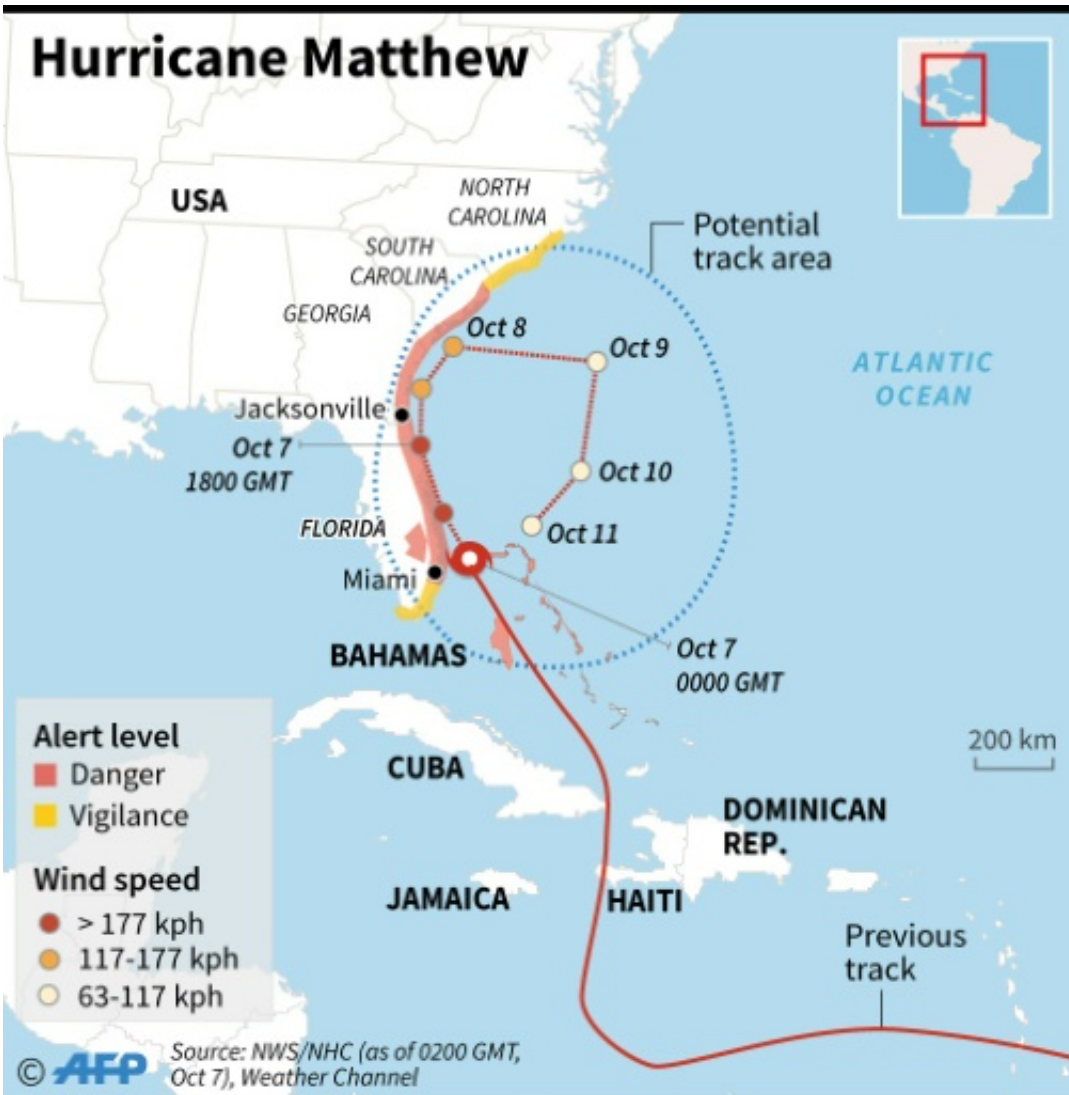 Hurricane Matthew
USA
NORTH
CAROLINA
SOUTH
CAROLINA
GEORGIA
Potential
track area
Oct 8
Oct 9
ATLANTIC
OCEAN
Jacksonville
Oct 7
1800 GMT
Oct 10
FLORIDA
Oct 11
Miami
BAHAMAS
Oct 7
0000 GMT
Alert level
Danger
Vigilance
200 km
CUBA
DOMINICAN
REP.
Wind speed
> 177 kph
117-177 kph
63-117 kph
JAMAICA
HAITI
Previous
track
© AFP
Source: NWS/NHC (as of 0200 GMT,
Oct 7), Weather Channel